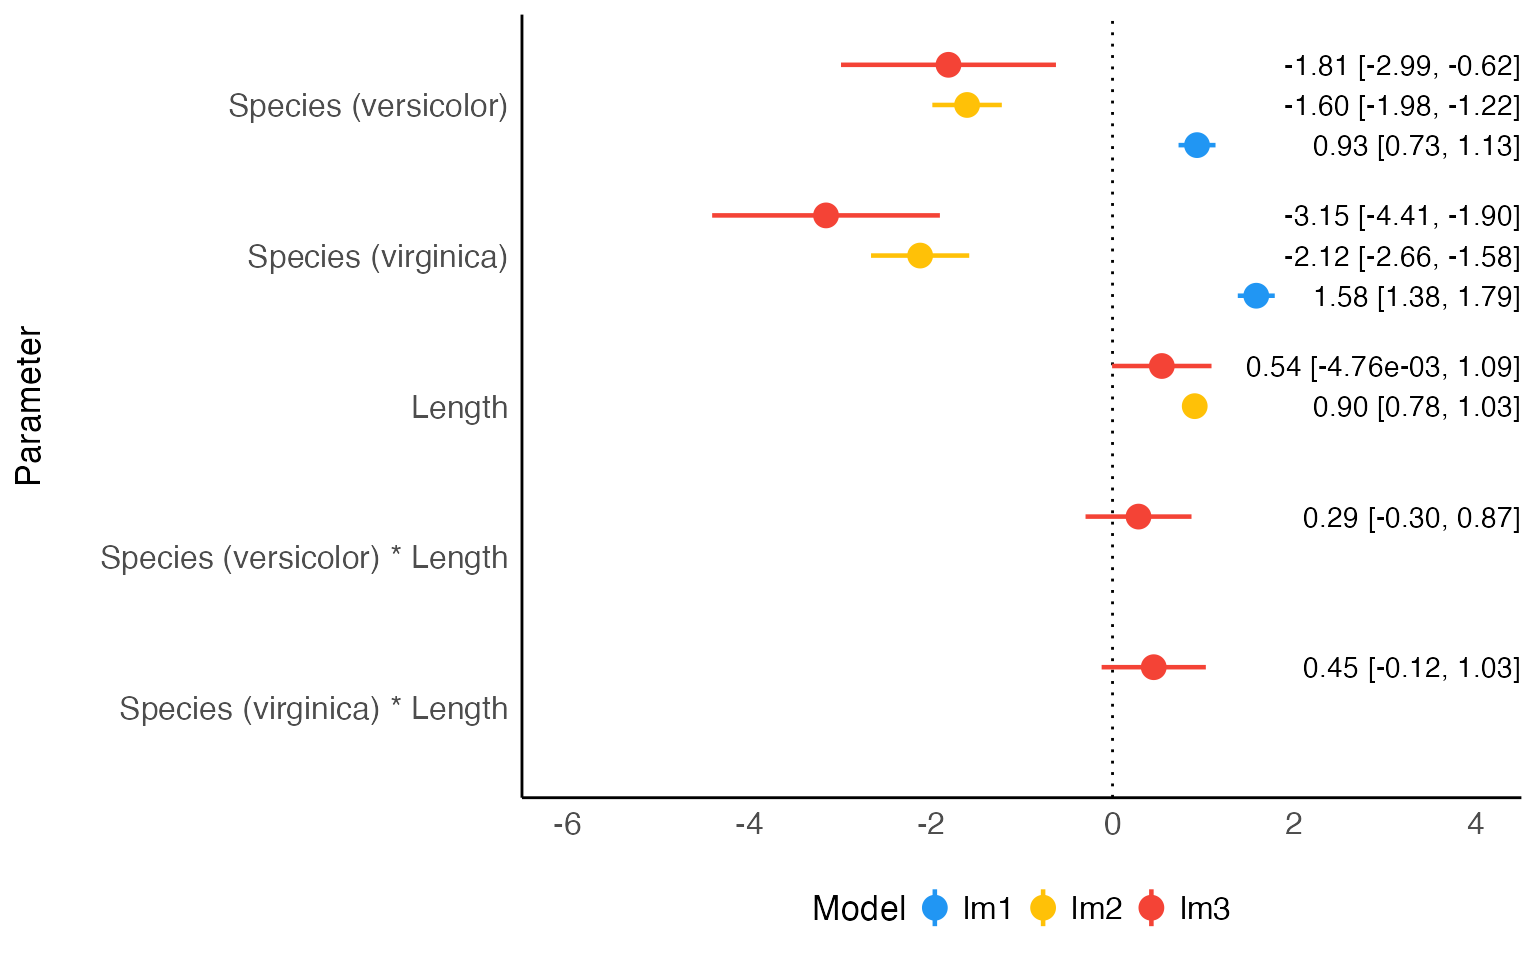 -1.81 [-2.99, -0.62]
Species (versicolor)
-1.60 [-1.98, -1.22]
0.93 [0.73, 1.13]
-3.15 [-4.41, -1.90]
Species (virginica)
-2.12 [-2.66, -1.58]
1.58 [1.38, 1.79]
0.54 [-4.76e-03, 1.09]
Length
0.90 [0.78, 1.03]
0.29 [-0.30, 0.87]
Species (versicolor) * Length
0.45 [-0.12, 1.03]
Species (virginica) * Length
Parameter
-6 -4 -2 0 2 4
Model lm1 lm2 lm3